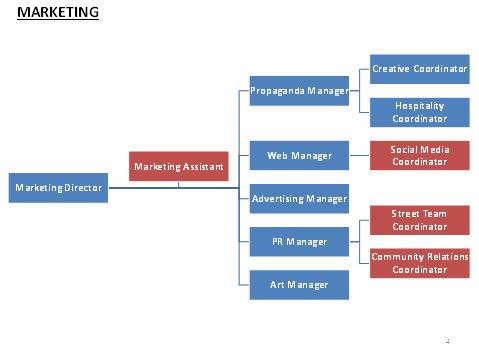 MARKETING
Creative Coordinator
Propaganda Manager
Hospitality
Coordinator
Social Media
Coordinator
Web Manager
Marketing Assistant
Marketing Director
Advertising Manager
Street Team
Coordinator
PR Manager
Community Relations
Coordinator
Art Manager
4